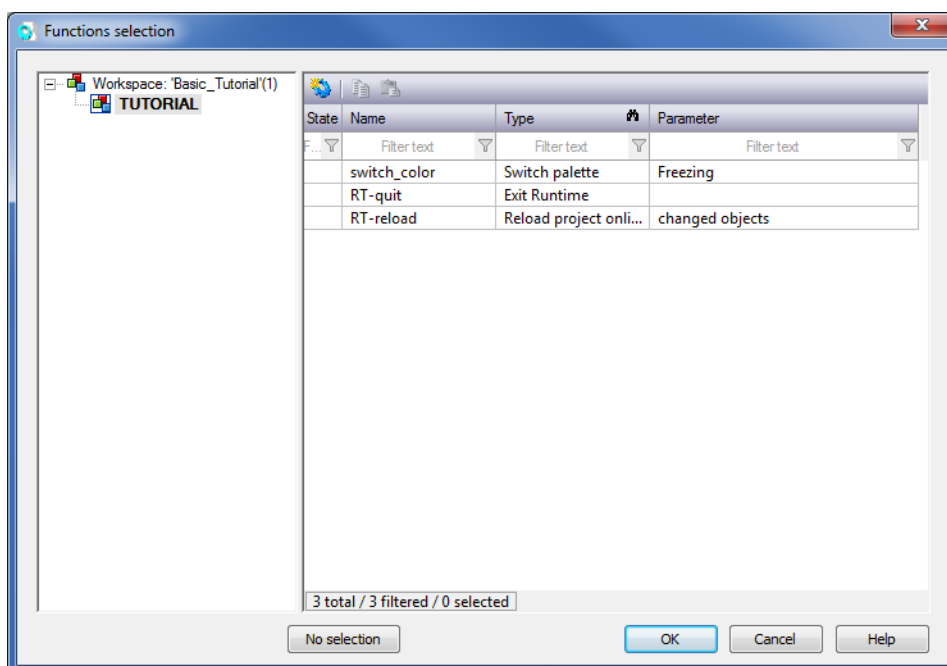 Functions selection
Workspace: 'Basic_Tutorial'(1)
TUTORIAL
State Name Type Parameter
F... Filter text Filter text Filter text
switch_color Switch palette Freezing
RT-quit Exit Runtime
RT-reload Reload project onli... changed objects
3 total / 3 filtered / 0 selected
No selection OK Cancel Help